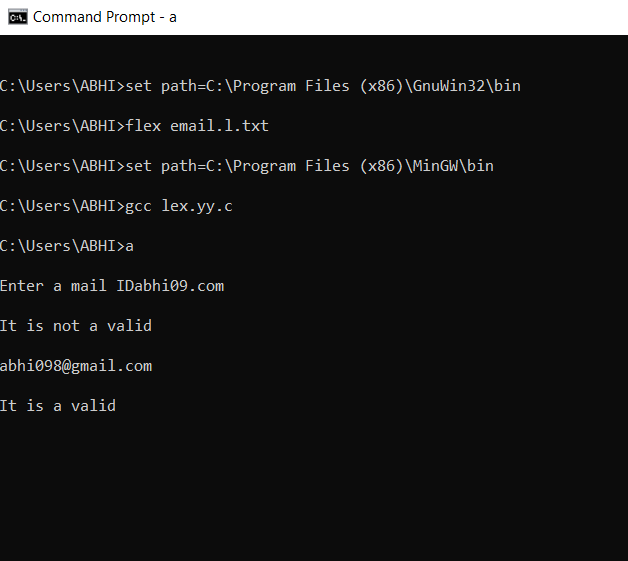 Command Prompt - a
C:\Users\ABHI>set path=C:\Program Files (x86)\GnuWin32\bin
C:\Users\ABHI>flex email.l.txt
C:\Users\ABHI>set path=C:\Program Files (x86)\MinGW\bin
C:\Users\ABHI>gcc lex.yy.c
C:\Users\ABHI>a
Enter a mail IDabhi09.com
It is not a valid
abhi098@gmail.com
It is a valid